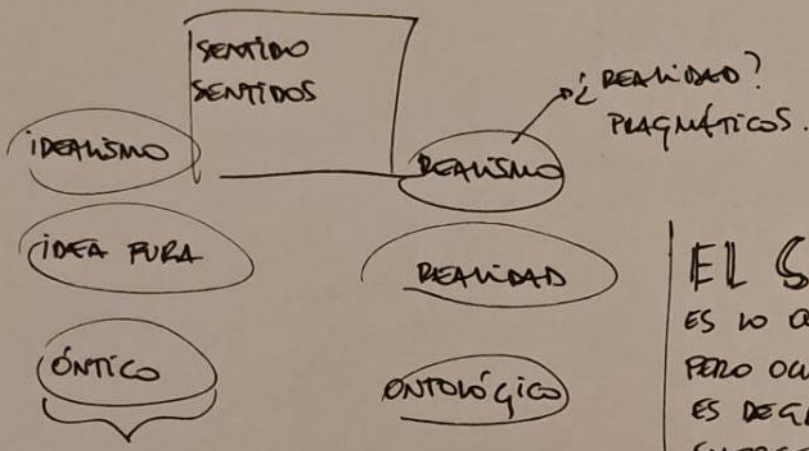 SENTIDO
SENTIDOS
¿REALIDAD?
PRAGMÁTICOS.
IDEALISMO
REALISMO
IDEA PURA
REALIDAD
ÓNTICO
ONTOLÓGICO
EL S
ES LO
PERO
ES